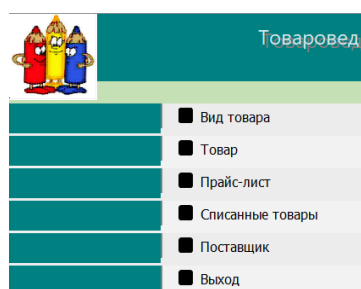 Товаровед
Вид товара
Товар
Прайс-лист
Списанные товары
Поставщик
Выход